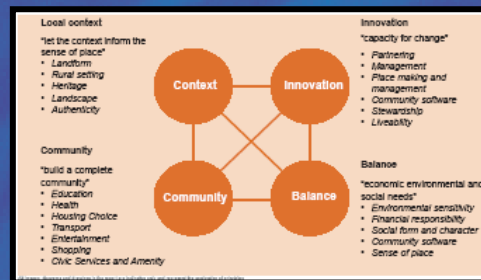 Local context
"let the context inform the
sense of place"
• Landform
• Rural setting
• Heritage
• Landscape
• Authenticity
Community
"build a complete
community"
• Education
• Health
• Housing Choice
• Transport
• Entertainment
• Shopping
• Civic Services and Amenity
Context
Innovation
Community
Balance
Innovation
"capacity for change"
• Partnering
• Management
• Place making and
management
• Community software
• Stewardship
• Liveability
Balance
"economic environmental and
social needs"
• Environmental sensitivity
• Financial responsibility
• Social form and character
• Community software
• Sense of place